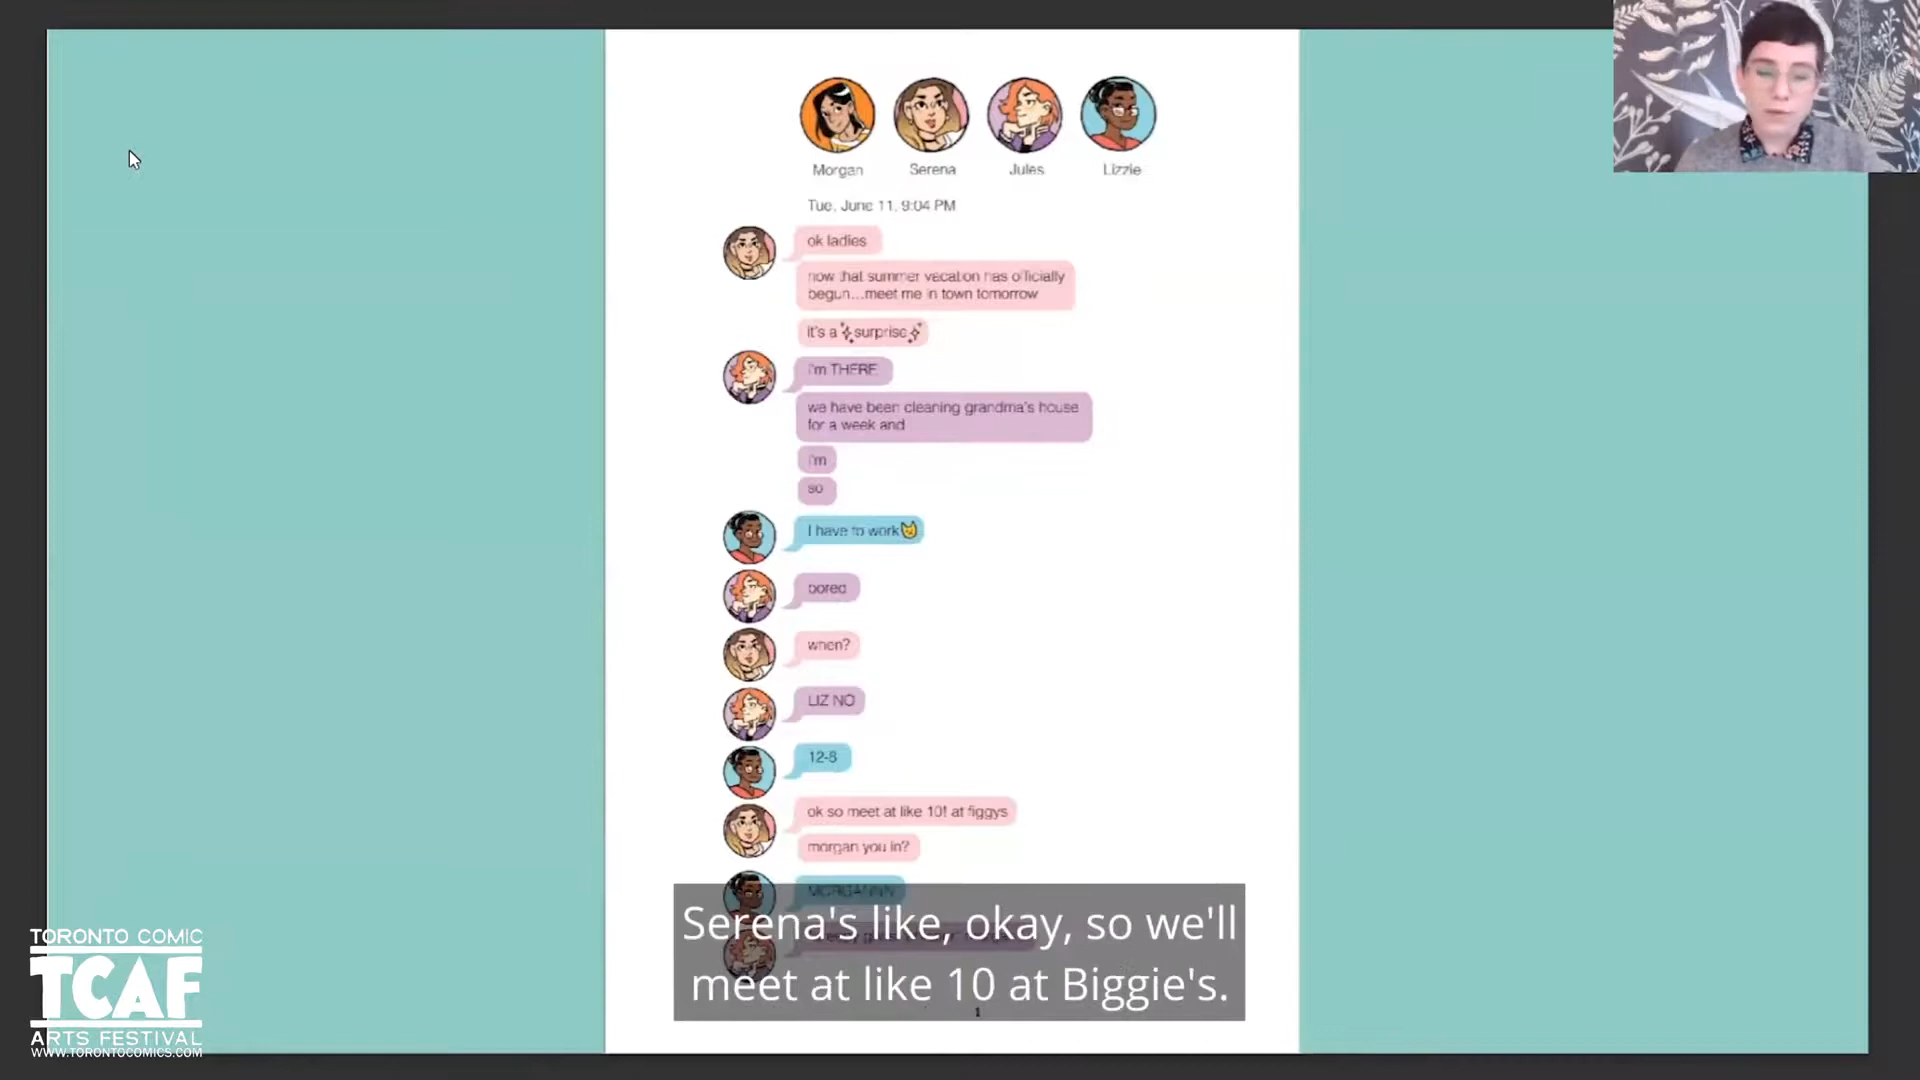 Morgan Serena Jules Lizzie
Tue, June 11, 9:04 PM
ok ladies
now that summer vacation has officially
begun...meet me in town tomorrow
it's a surprise
i'm THERE
we have been cleaning grandma's house
for a week and
i'm
so
I have to work
bored
when?
LIZ NO
12-8
ok so meet at like 10! at figgys
morgan you in?
MORGANNN
Serena's like, okay, so we'll
meet at like 10 at Biggie's.
1
TORONTO COMIC
TCAF
ARTS FESTIVAL
WWW.TORONTOCOMICS.COM